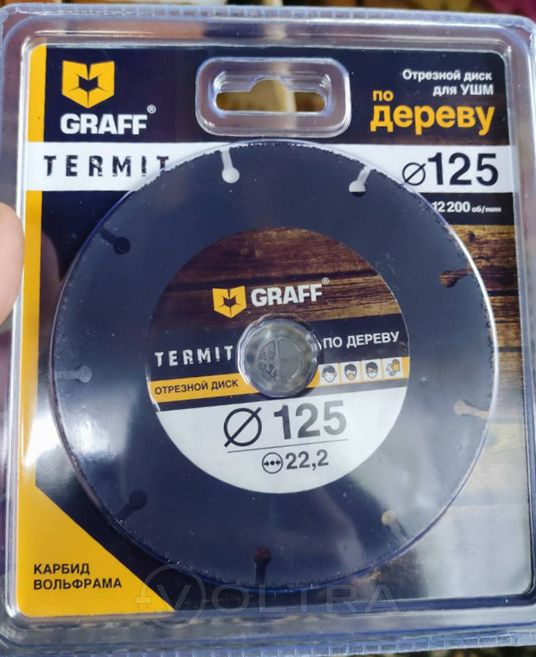 GRAFF®
Отрезной диск
для УШМ
по
дереву
TERMIT
Ø125
12 200 об/мин
GRAFF®
TERMIT
ПО ДЕРЕВУ
ОТРЕЗНОЙ ДИСК
Ø 125
22,2
КАРБИД
ВОЛЬФРАМА
VOLTRA